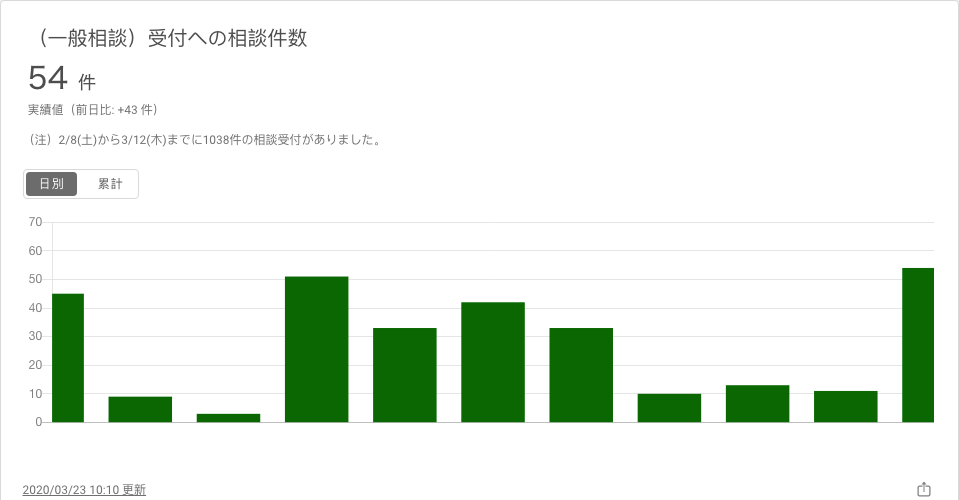 （一般相談）受付への相談件数
54 件
実績値（前日比: +43 件）
（注）2/8(土)から3/12(木)までに1038件の相談受付がありました。
日別 累計
70
60
50
40
30
20
10
0
2020/03/23 10:10 更新